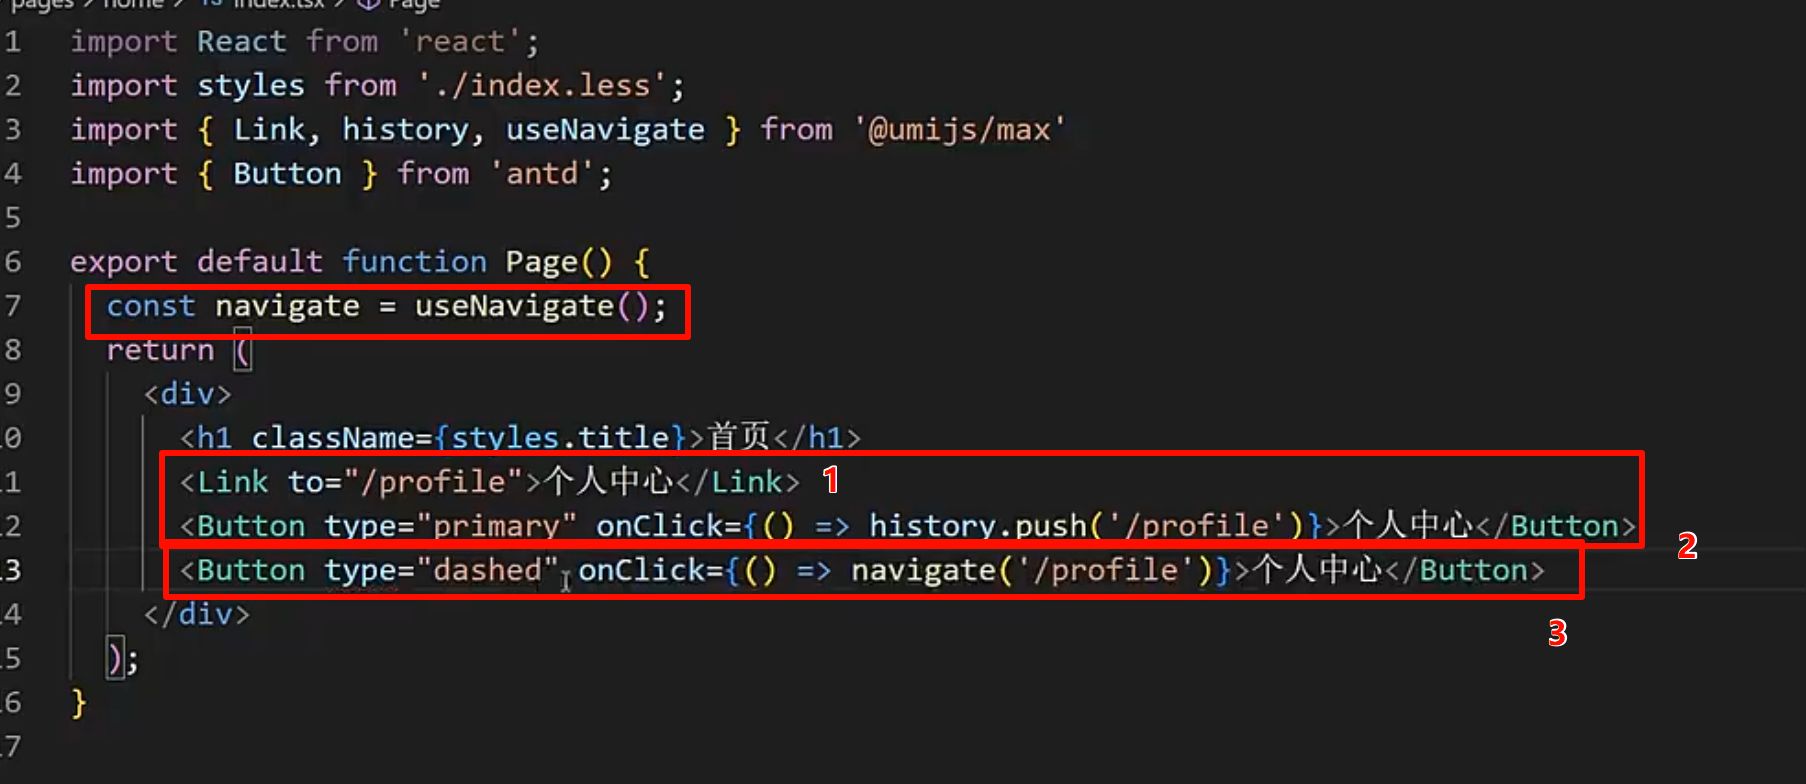 pages > home > TS index.tsx > Page
1 import React from 'react';
2 import styles from './index.less';
3 import { Link, history, useNavigate } from '@umijs/max'
4 import { Button } from 'antd';
5
6 export default function Page() {
7 const navigate = useNavigate();
8 return (
9 <div>
10 <h1 className={styles.title}>首页</h1>
11 <Link to="/profile">个人中心</Link> 1
12 <Button type="primary" onClick={() => history.push('/profile')}>个人中心</Button>
2
13 <Button type="dashed" onClick={() => navigate('/profile')}>个人中心</Button>
14 </div>
3
15 );
16 }
17